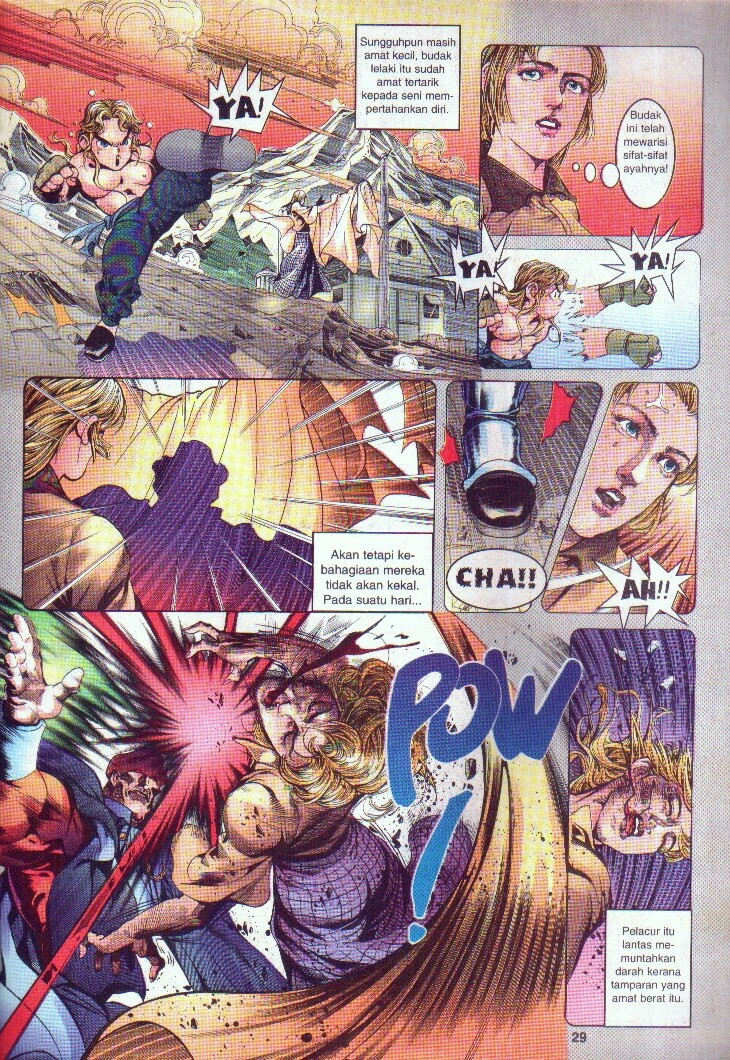 Sungguhpun masih
amat kecil, budak
lelaki itu sudah
amat tertarik
kepada seni mem-
pertahankan diri.
YA!
Budak
ini telah
mewarisi
sifat-sifat
ayahnya!
YA!
YA!
Akan tetapi ke-
bahagiaan mereka
tidak akan kekal.
Pada suatu hari...
CHA!!
AH!!
POW
!
Pelacur itu
lantas me-
muntahkan
darah kerana
tamparan yang
amat berat itu.
29